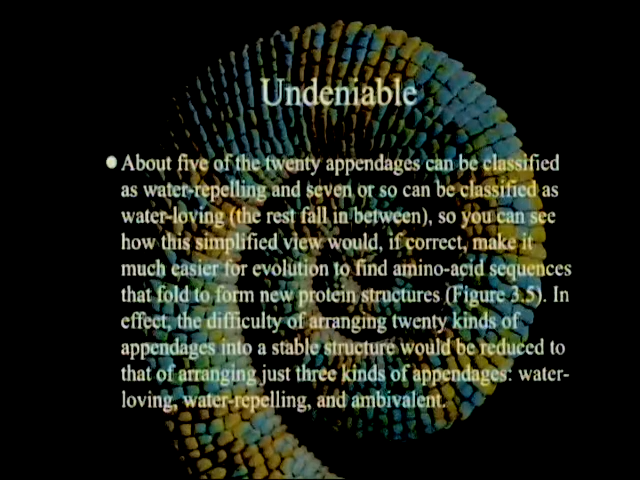 Undeniable
About five of the twenty appendages can be classified
as water-repelling and seven or so can be classified as
water-loving (the rest fall in between), so you can see
how this simplified view would, if correct, make it
much easier for evolution to find amino-acid sequences
that fold to form new protein structures (Figure 3.5). In
effect, the difficulty of arranging twenty kinds of
appendages into a stable structure would be reduced to
that of arranging just three kinds of appendages: water-
loving, water-repelling, and ambivalent.